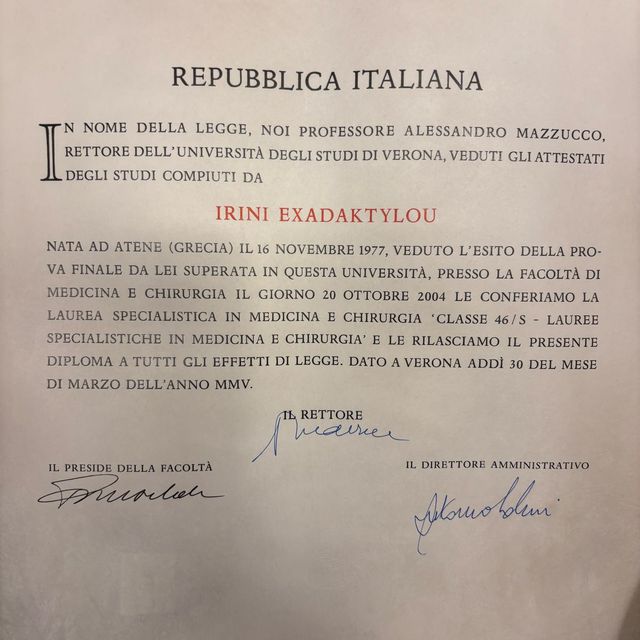 REPUBBLICA ITALIANA
IN NOME DELLA LEGGE, NOI PROFESSORE ALESSANDRO MAZZUCCO,
RETTORE DELL'UNIVERSITÀ DEGLI STUDI DI VERONA, VEDUTI GLI ATTESTATI
DEGLI STUDI COMPIUTI DA
IRINI EXADAKTYLOU
NATA AD ATENE (GRECIA) IL 16 NOVEMBRE 1977, VEDUTO L'ESITO DELLA PRO-
VA FINALE DA LEI SUPERATA IN QUESTA UNIVERSITÀ, PRESSO LA FACOLTÀ DI
MEDICINA E CHIRURGIA IL GIORNO 20 OTTOBRE 2004 LE CONFERIAMO LA
LAUREA SPECIALISTICA IN MEDICINA E CHIRURGIA 'CLASSE 46/S - LAUREE
SPECIALISTICHE IN MEDICINA E CHIRURGIA' E LE RILASCIAMO IL PRESENTE
DIPLOMA A TUTTI GLI EFFETTI DI LEGGE. DATO A VERONA ADDÌ 30 DEL MESE
DI MARZO DELL'ANNO MMV.
IL RETTORE
IL PRESIDE DELLA FACOLTÀ
IL DIRETTORE AMMINISTRATIVO